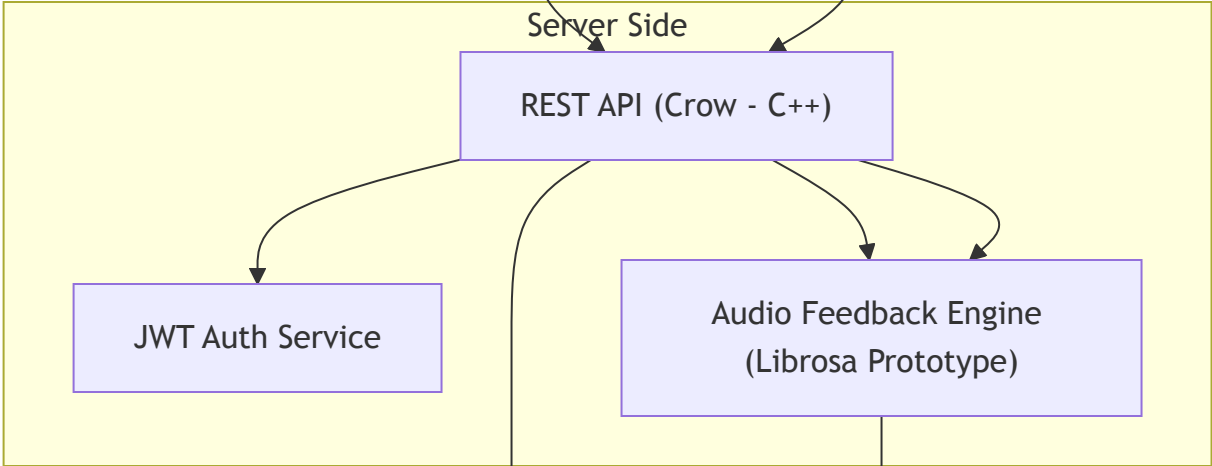 Server Side
REST API (Crow - C++)
JWT Auth Service
Audio Feedback Engine
(Librosa Prototype)